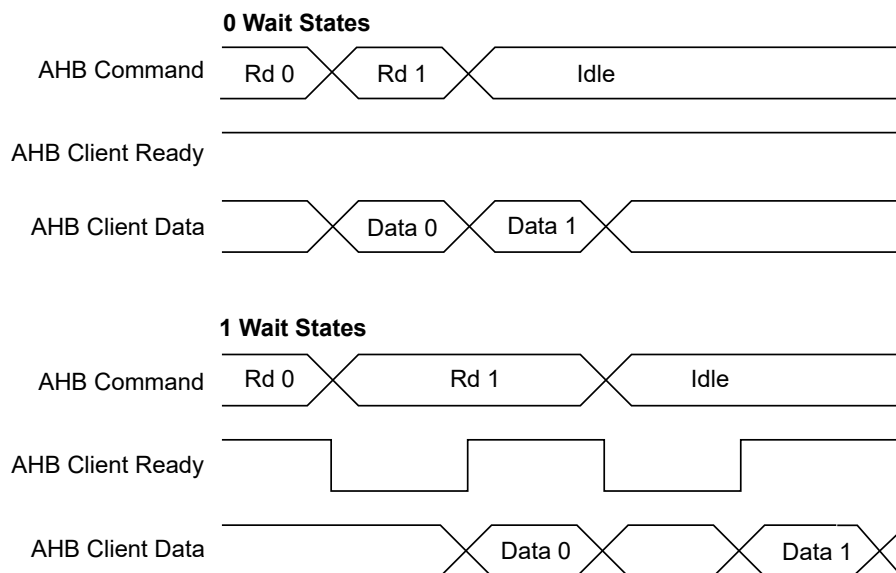 0 Wait States
AHB Command Rd 0 Rd 1 Idle
AHB Client Ready
AHB Client Data Data 0 Data 1
1 Wait States
AHB Command Rd 0 Rd 1 Idle
AHB Client Ready
AHB Client Data Data 0 Data 1